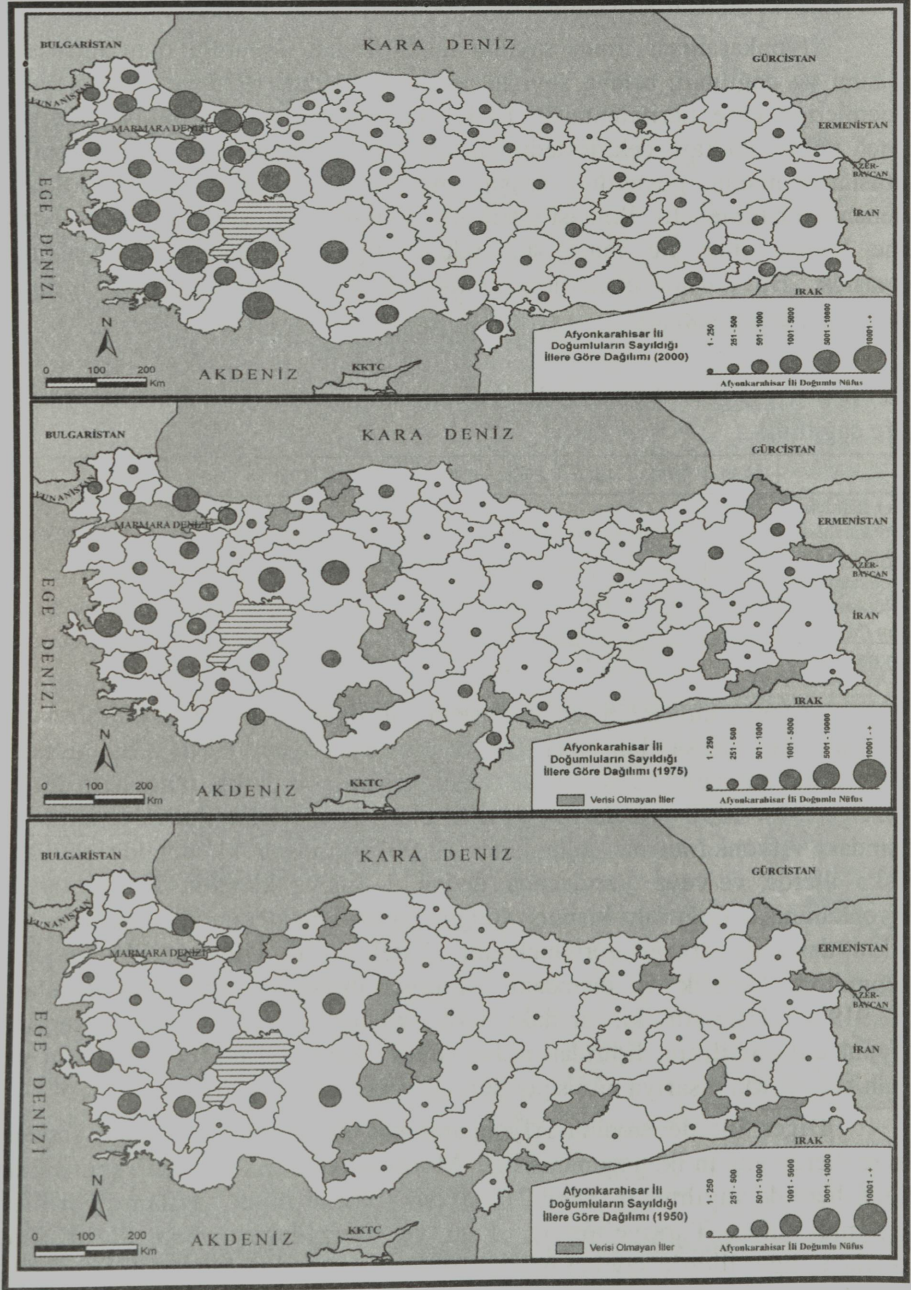 BULGARİSTAN
KARA DENİZ
GÜRCİSTAN
YUNANİSTAN
MARMARA DENİZİ
ERMENİSTAN
AZER-
BAYCAN
EGE DENİZİ
İRAN
IRAK
N
0 100 200
Km
AKDENİZ
KKTC
Afyonkarahisar İli
Doğumluların Sayıldığı
İllere Göre Dağılımı (2000)
1 - 250
251 - 500
501 - 1000
1001 - 5000
5001 - 10000
10001 - +
Afyonkarahisar İli Doğumlu Nüfus
BULGARİSTAN
KARA DENİZ
GÜRCİSTAN
YUNANİSTAN
MARMARA DENİZİ
ERMENİSTAN
AZER-
BAYCAN
EGE DENİZİ
İRAN
IRAK
N
0 100 200
Km
AKDENİZ
KKTC
Afyonkarahisar İli
Doğumluların Sayıldığı
İllere Göre Dağılımı (1975)
Verisi Olmayan İller
1 - 250
251 - 500
501 - 1000
1001 - 5000
5001 - 10000
10001 - +
Afyonkarahisar İli Doğumlu Nüfus
BULGARİSTAN
KARA DENİZ
GÜRCİSTAN
YUNANİSTAN
MARMARA DENİZİ
ERMENİSTAN
AZER-
BAYCAN
EGE DENİZİ
İRAN
IRAK
N
0 100 200
Km
AKDENİZ
KKTC
Afyonkarahisar İli
Doğumluların Sayıldığı
İllere Göre Dağılımı (1950)
Verisi Olmayan İller
1 - 250
251 - 500
501 - 1000
1001 - 5000
5001 - 10000
10001 - +
Afyonkarahisar İli Doğumlu Nüfus